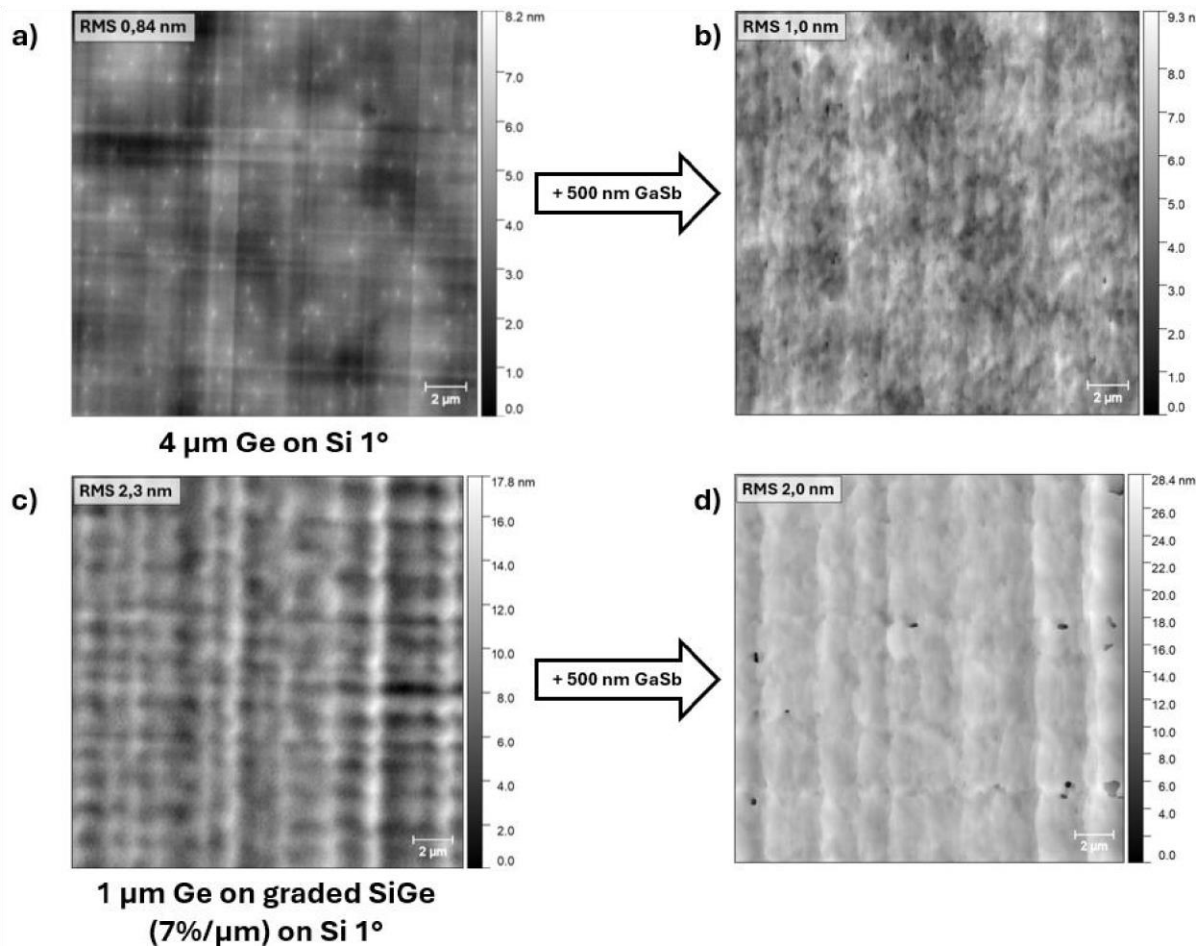 a)
RMS 0,84 nm
8.2 nm
7.0
6.0
5.0
4.0
3.0
2.0
1.0
0.0
2 µm
4 µm Ge on Si 1°
+ 500 nm GaSb
b)
RMS 1,0 nm
9.3 n
8.0
7.0
6.0
5.0
4.0
3.0
2.0
1.0
0.0
2 µm
c)
RMS 2,3 nm
17.8 nm
16.0
14.0
12.0
10.0
8.0
6.0
4.0
2.0
0.0
2 µm
1 µm Ge on graded SiGe
(7%/µm) on Si 1°
+ 500 nm GaSb
d)
RMS 2,0 nm
28.4 nm
26.0
24.0
22.0
20.0
18.0
16.0
14.0
12.0
10.0
8.0
6.0
4.0
2.0
0.0
2 µm